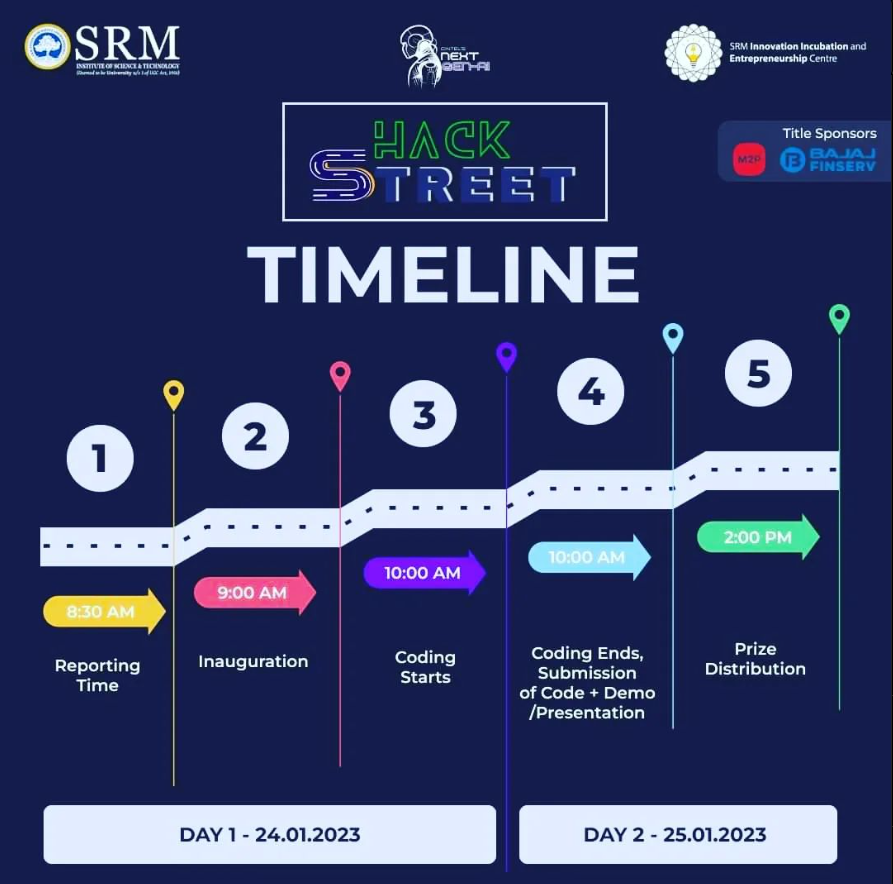 SRM
INSTITUTE OF SCIENCE & TECHNOLOGY
(Deemed to be University u/s 3 of UGC Act, 1956)
CINTEL'S
NEXT
GEN-AI
SRM Innovation Incubation and
Entrepreneurship Centre
HACK
STREET
Title Sponsors
M2P
BAJAJ
FINSERV
TIMELINE
1
2
3
4
5
8:30 AM
9:00 AM
10:00 AM
10:00 AM
2:00 PM
Reporting
Time
Inauguration
Coding
Starts
Coding Ends,
Submission
of Code + Demo
/Presentation
Prize
Distribution
DAY 1 - 24.01.2023
DAY 2 - 25.01.2023